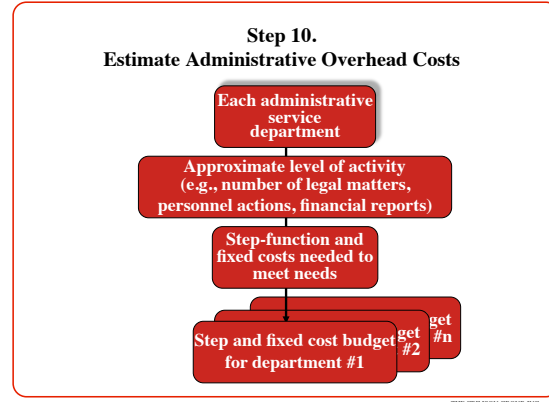 Step 10.
Estimate Administrative Overhead Costs
Each administrative
service
department
Approximate level of activity
(e.g., number of legal matters,
personnel actions, financial reports)
Step-function and
fixed costs needed to
meet needs
get
#n
get
#2
Step and fixed cost budget
for department #1